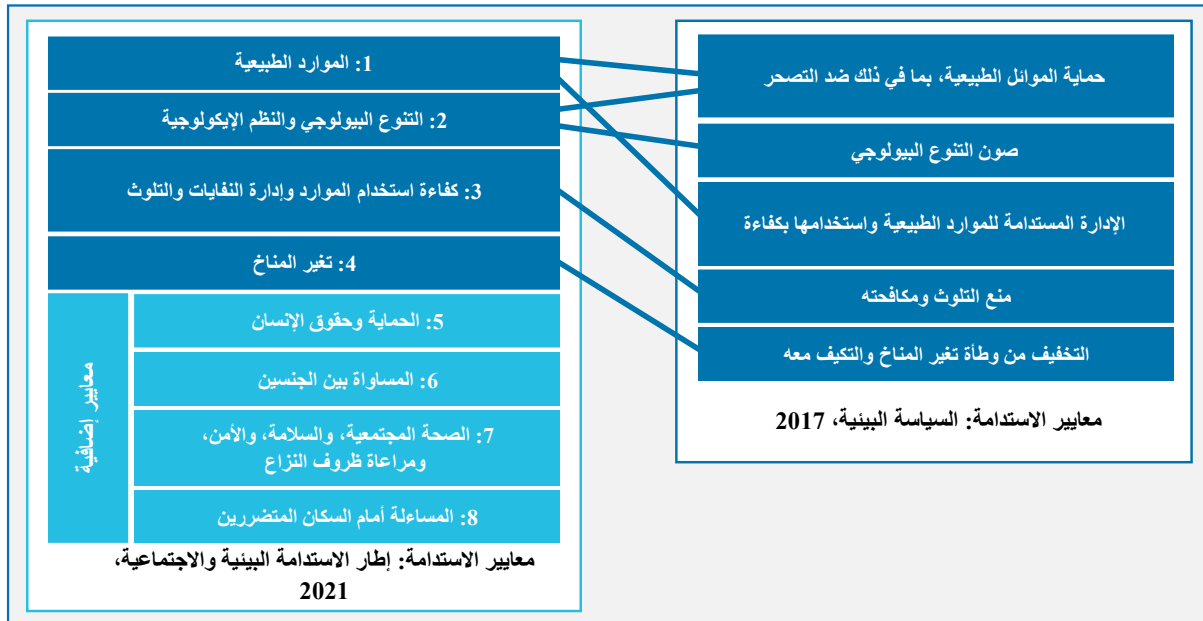 حماية الموائل الطبيعية، بما في ذلك ضد التصحر
صون التنوع البيولوجي
الإدارة المستدامة للموارد الطبيعية واستخدامها بكفاءة
منع التلوث ومكافحته
التخفيف من وطأة تغير المناخ والتكيف معه
معايير الاستدامة: السياسة البيئية، 2017
1: الموارد الطبيعية
2: التنوع البيولوجي والنظم الإيكولوجية
3: كفاءة استخدام الموارد وإدارة النفايات والتلوث
4: تغير المناخ
5: الحماية وحقوق الإنسان
6: المساواة بين الجنسين
7: الصحة المجتمعية، والسلامة، والأمن،
ومراعاة ظروف النزاع
8: المساءلة أمام السكان المتضررين
معايير إضافية
معايير الاستدامة: إطار الاستدامة البيئية والاجتماعية،
2021